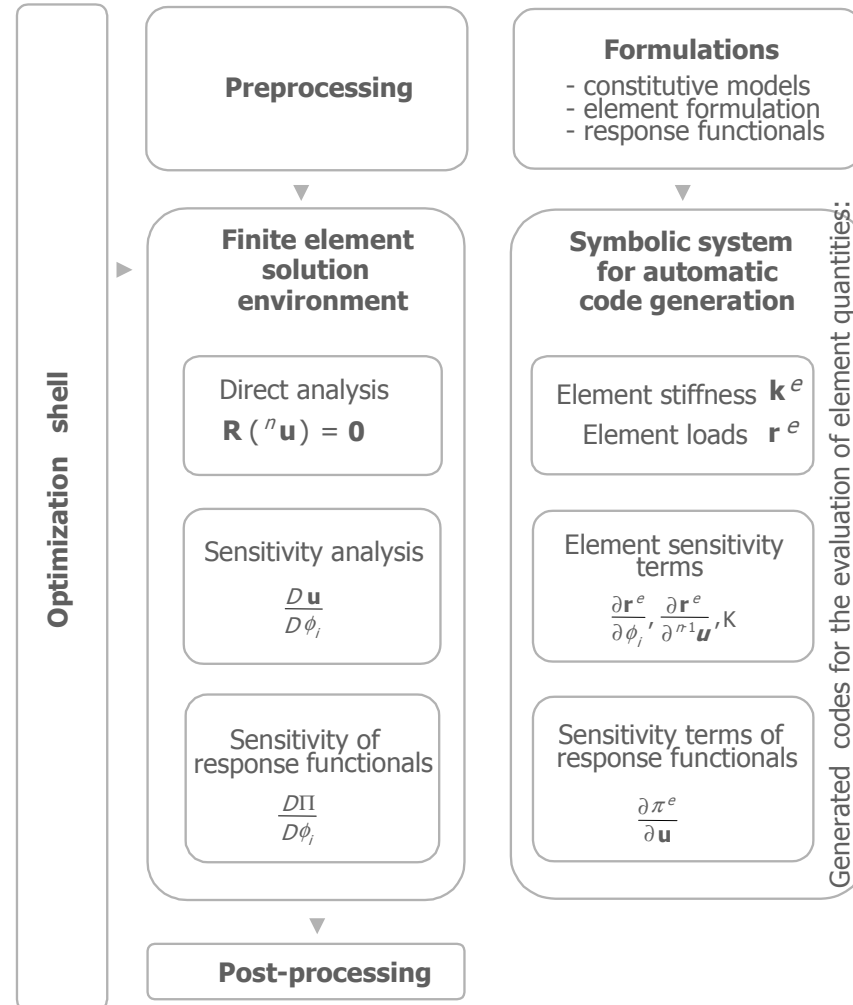 Optimization shell
Preprocessing
Finite element
solution
environment
Direct analysis
R ( ⁿu ) = 0
Sensitivity analysis
D u
D ϕᵢ
Sensitivity of
response functionals
DΠ
Dϕᵢ
Post-processing
Formulations
- constitutive models
- element formulation
- response functionals
Symbolic system
for automatic
code generation
Element stiffness kᵉ
Element loads rᵉ
Element sensitivity
terms
∂rᵉ/∂ϕᵢ, ∂rᵉ/∂ⁿ⁻¹u, K
Sensitivity terms of
response functionals
∂πᵉ
∂u
Generated codes for the evaluation of element quantities: